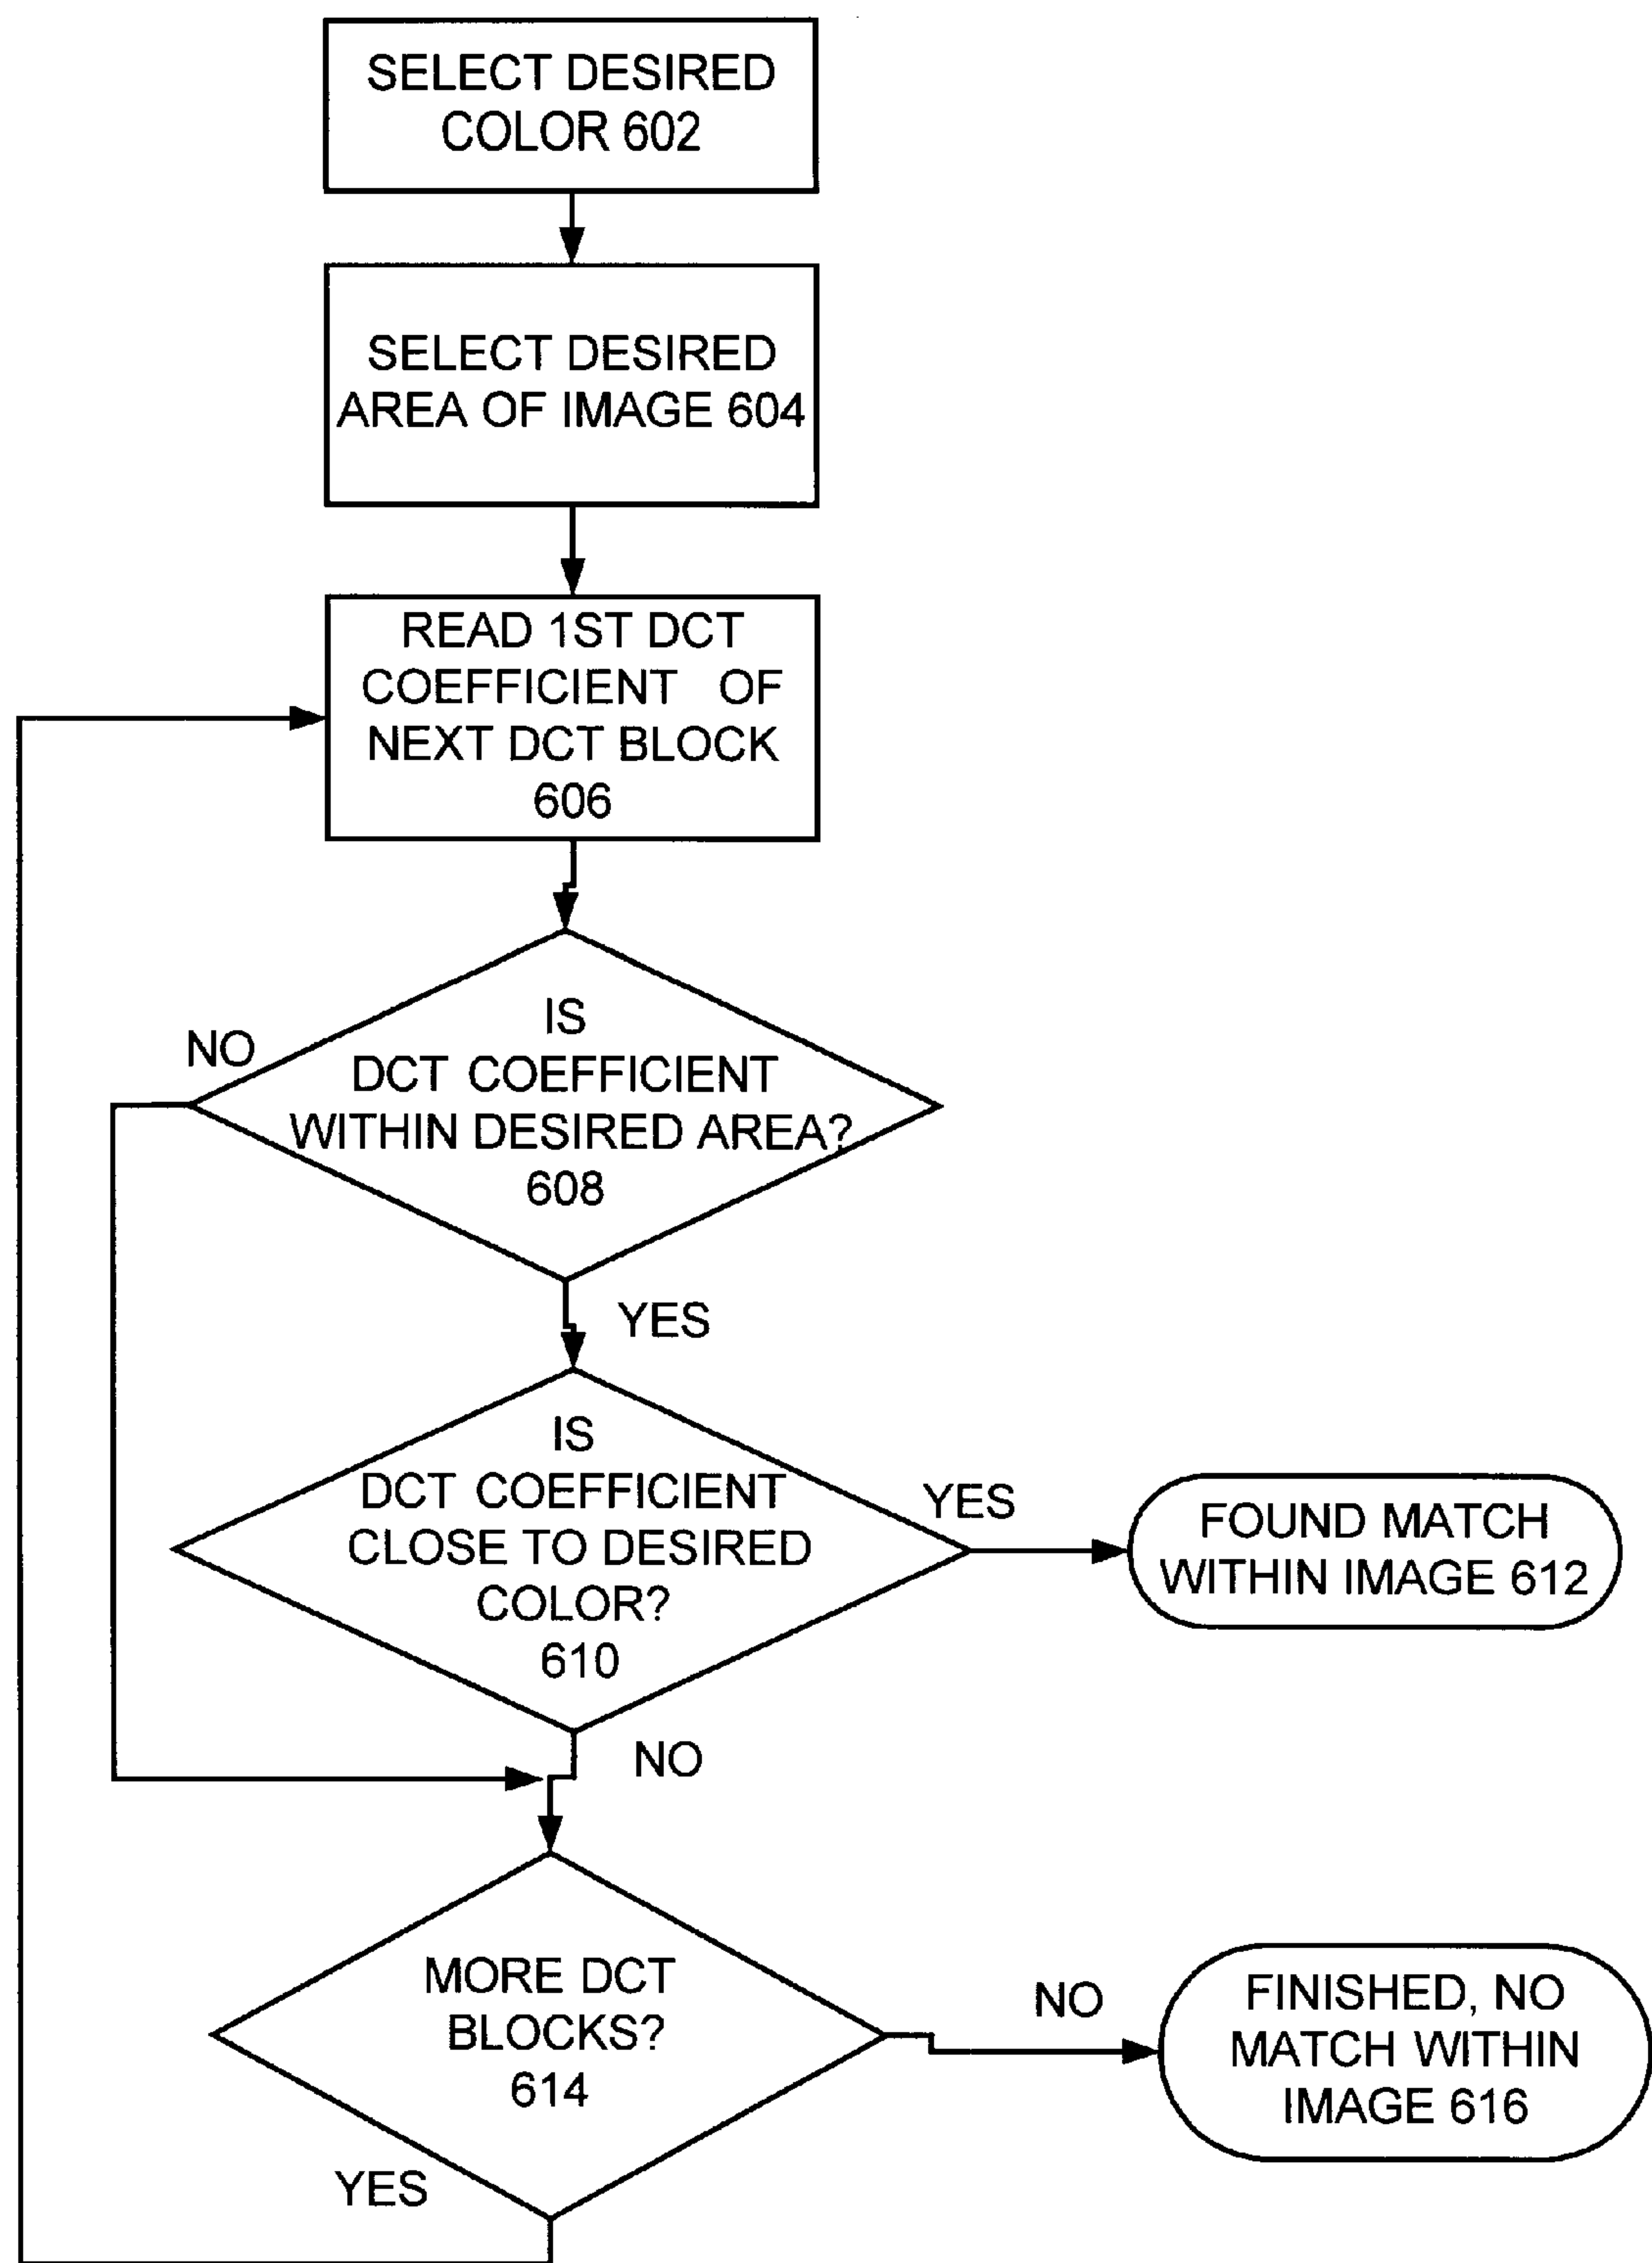 SELECT DESIRED
COLOR 602
SELECT DESIRED
AREA OF IMAGE 604
READ 1ST DCT
COEFFICIENT OF
NEXT DCT BLOCK
606
IS
DCT COEFFICIENT
WITHIN DESIRED AREA?
608
NO
YES
IS
DCT COEFFICIENT
CLOSE TO DESIRED
COLOR?
610
YES
FOUND MATCH
WITHIN IMAGE 612
NO
MORE DCT
BLOCKS?
614
NO
FINISHED, NO
MATCH WITHIN
IMAGE 616
YES